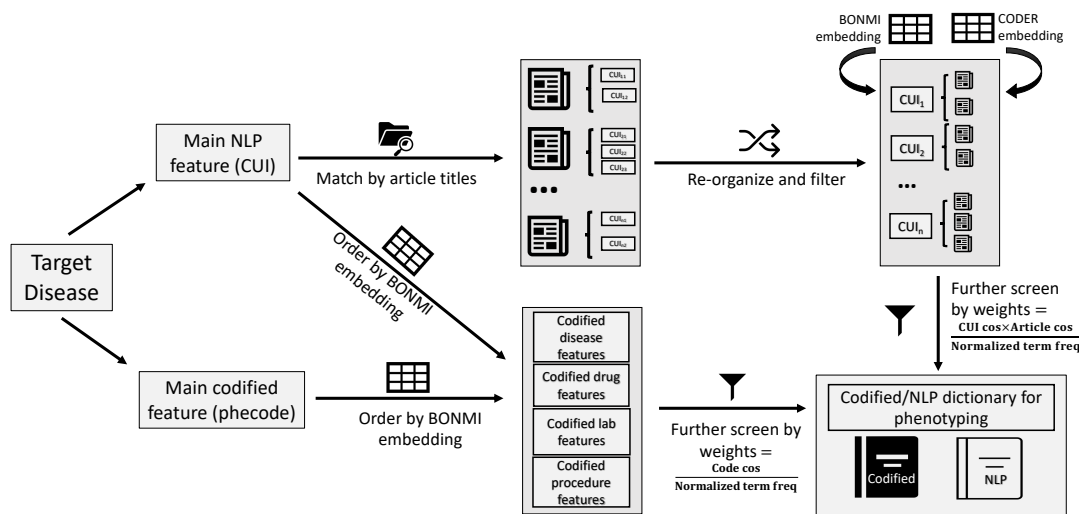 BONMI
embedding
CODER
embedding
CUI₁₁
CUI₁₂
CUI₂₁
CUI₂₂
CUI₂₃
...
CUIₙ₁
CUIₙ₂
CUI₁
CUI₂
...
CUIₙ
Main NLP
feature (CUI)
Match by article titles
Re-organize and filter
Order by BONMI
embedding
Target
Disease
Main codified
feature (phecode)
Order by BONMI
embedding
Codified
disease
features
Codified drug
features
Codified lab
features
Codified
procedure
features
Further screen by
weights =
Code cos
Normalized term freq
Further screen
by weights =
CUI cos×Article cos
Normalized term freq
Codified/NLP dictionary for
phenotyping
Codified
NLP